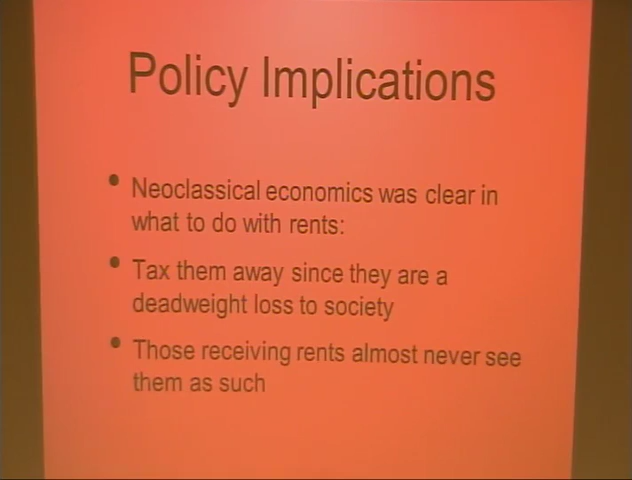 Policy Implications
• Neoclassical economics was clear in
what to do with rents:
• Tax them away since they are a
deadweight loss to society
• Those receiving rents almost never see
them as such